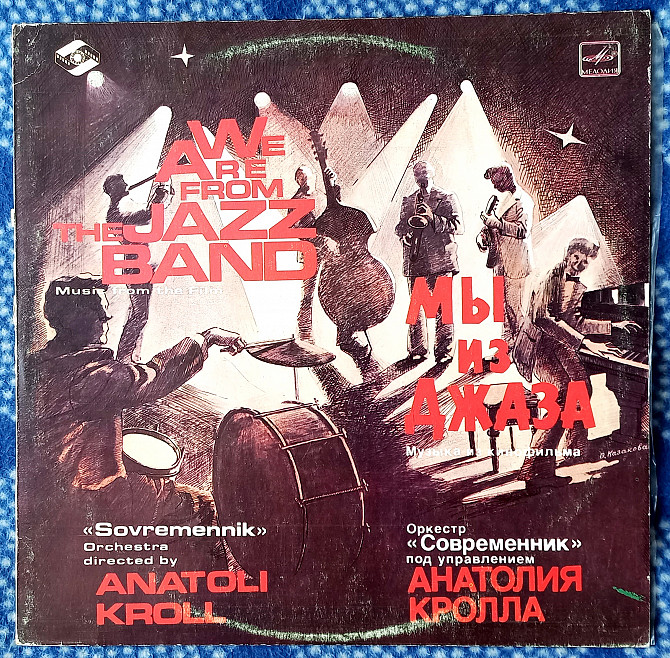 МЕЛОДИЯ
WE
ARE
FROM
THE JAZZ
BAND
Music from the Film
МЫ
ИЗ
ДЖАЗА
Музыка из кинофильма
О. Казакова
«Sovremennik»
Orchestra
directed by
ANATOLI
KROLL
Оркестр
«Современник»
под управлением
АНАТОЛИЯ
КРОЛЛА